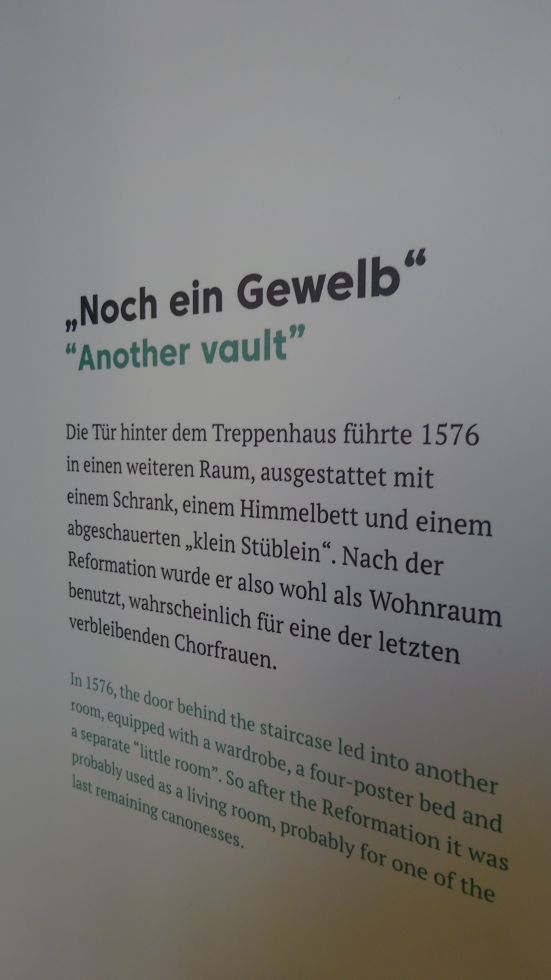 „Noch ein Gewelb“
“Another vault”
Die Tür hinter dem Treppenhaus führte 1576
in einen weiteren Raum, ausgestattet mit
einem Schrank, einem Himmelbett und einem
abgeschauerten „klein Stüblein“. Nach der
Reformation wurde er also wohl als Wohnraum
benutzt, wahrscheinlich für eine der letzten
verbleibenden Chorfrauen.
In 1576, the door behind the staircase led into another
room, equipped with a wardrobe, a four-poster bed and
a separate “little room”. So after the Reformation it was
probably used as a living room, probably for one of the
last remaining canonesses.